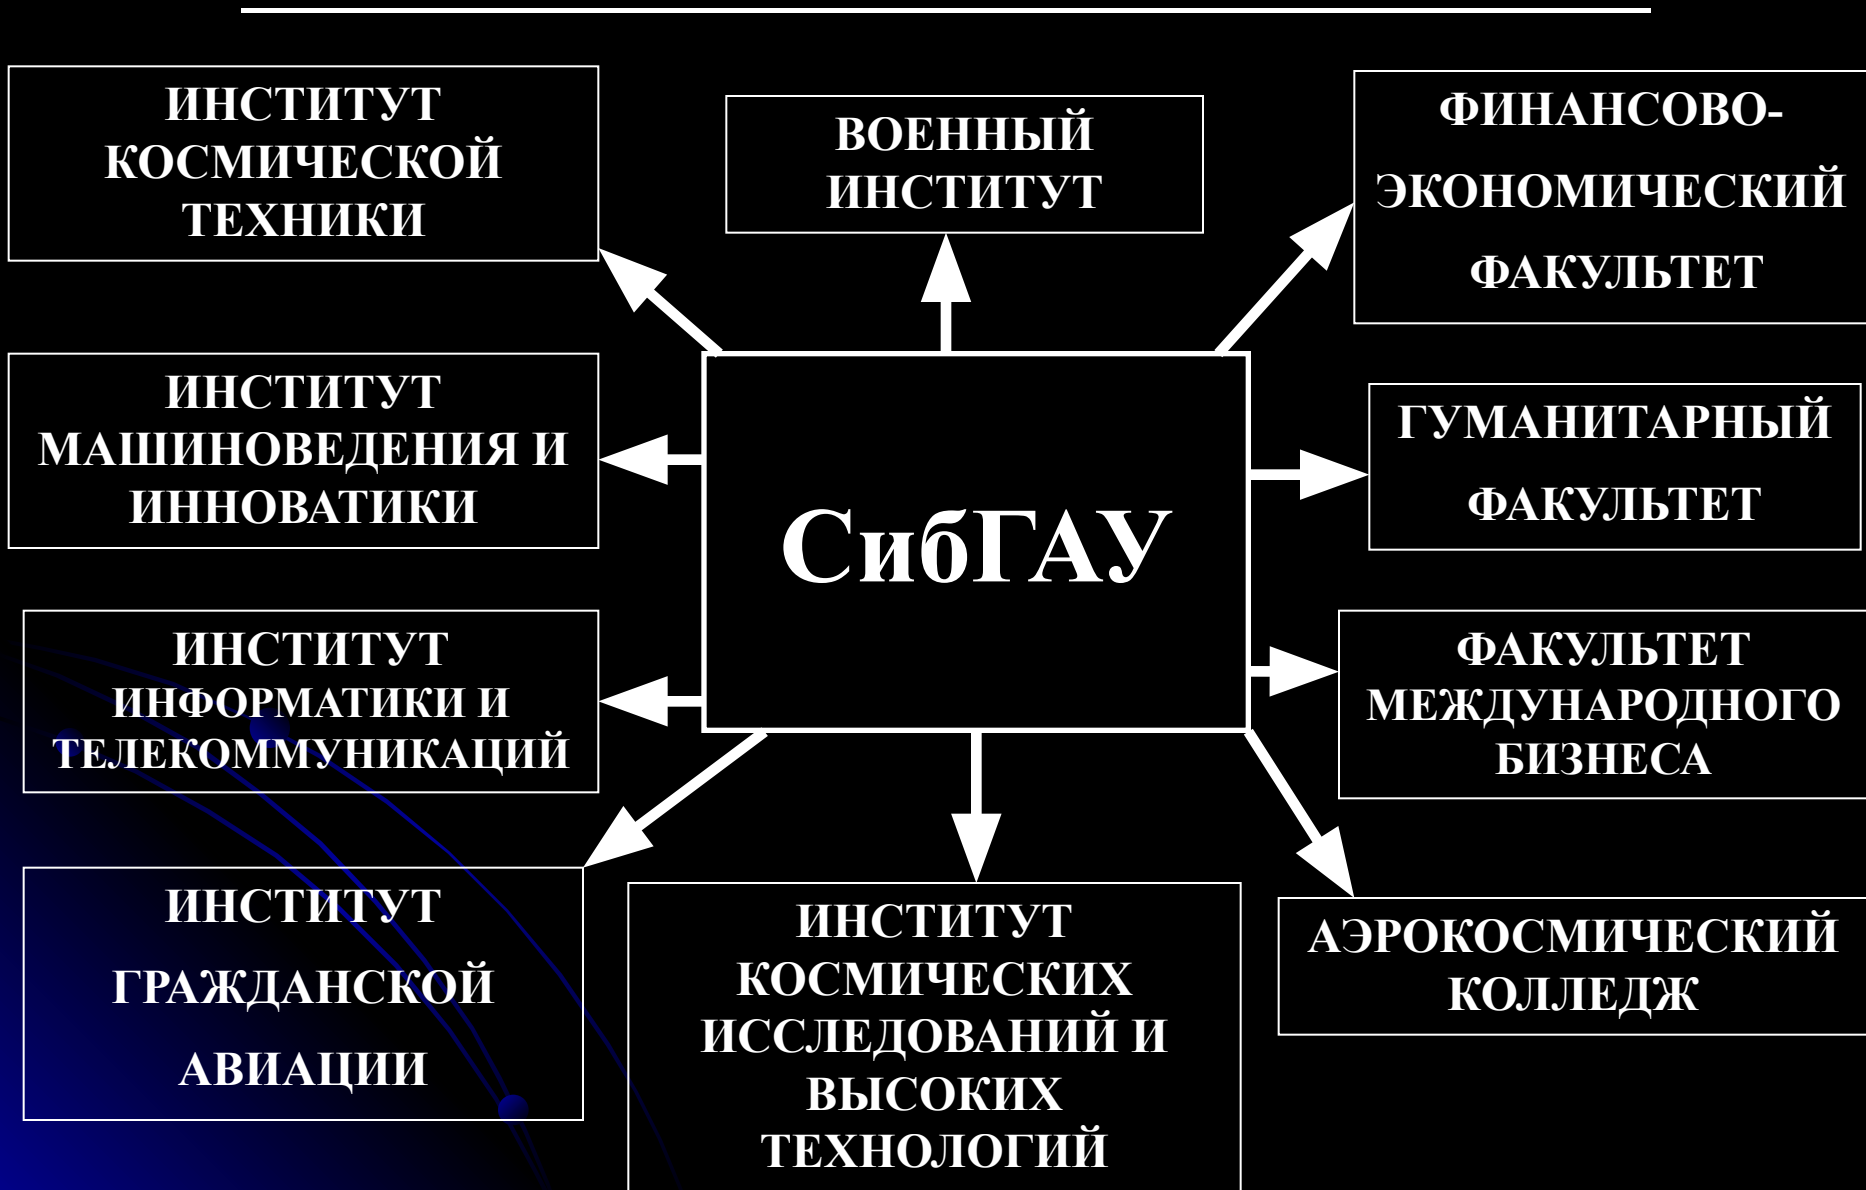 ИНСТИТУТ
КОСМИЧЕСКОЙ
ТЕХНИКИ
ВОЕННЫЙ
ИНСТИТУТ
ФИНАНСОВО-
ЭКОНОМИЧЕСКИЙ
ФАКУЛЬТЕТ
ИНСТИТУТ
МАШИНОВЕДЕНИЯ И
ИННОВАТИКИ
СибГАУ
ГУМАНИТАРНЫЙ
ФАКУЛЬТЕТ
ИНСТИТУТ
ИНФОРМАТИКИ И
ТЕЛЕКОММУНИКАЦИЙ
ФАКУЛЬТЕТ
МЕЖДУНАРОДНОГО
БИЗНЕСА
ИНСТИТУТ
ГРАЖДАНСКОЙ
АВИАЦИИ
ИНСТИТУТ
КОСМИЧЕСКИХ
ИССЛЕДОВАНИЙ И
ВЫСОКИХ
ТЕХНОЛОГИЙ
АЭРОКОСМИЧЕСКИЙ
КОЛЛЕДЖ